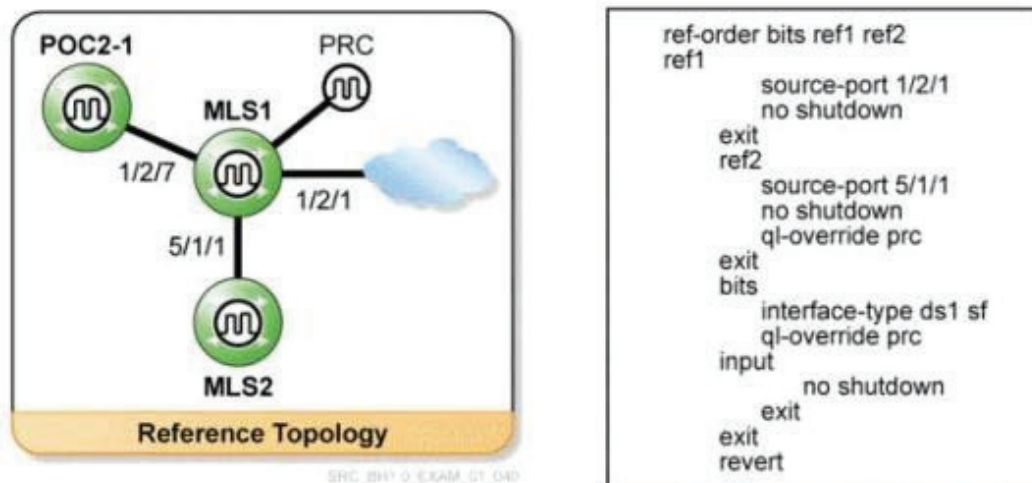 POC2-1
PRC
MLS1
1/2/7
1/2/1
5/1/1
MLS2
Reference Topology
SRC_BH1.0_EXAM_01_040
ref-order bits ref1 ref2
ref1
source-port 1/2/1
no shutdown
exit
ref2
source-port 5/1/1
no shutdown
ql-override prc
exit
bits
interface-type ds1 sf
ql-override prc
input
no shutdown
exit
exit
revert